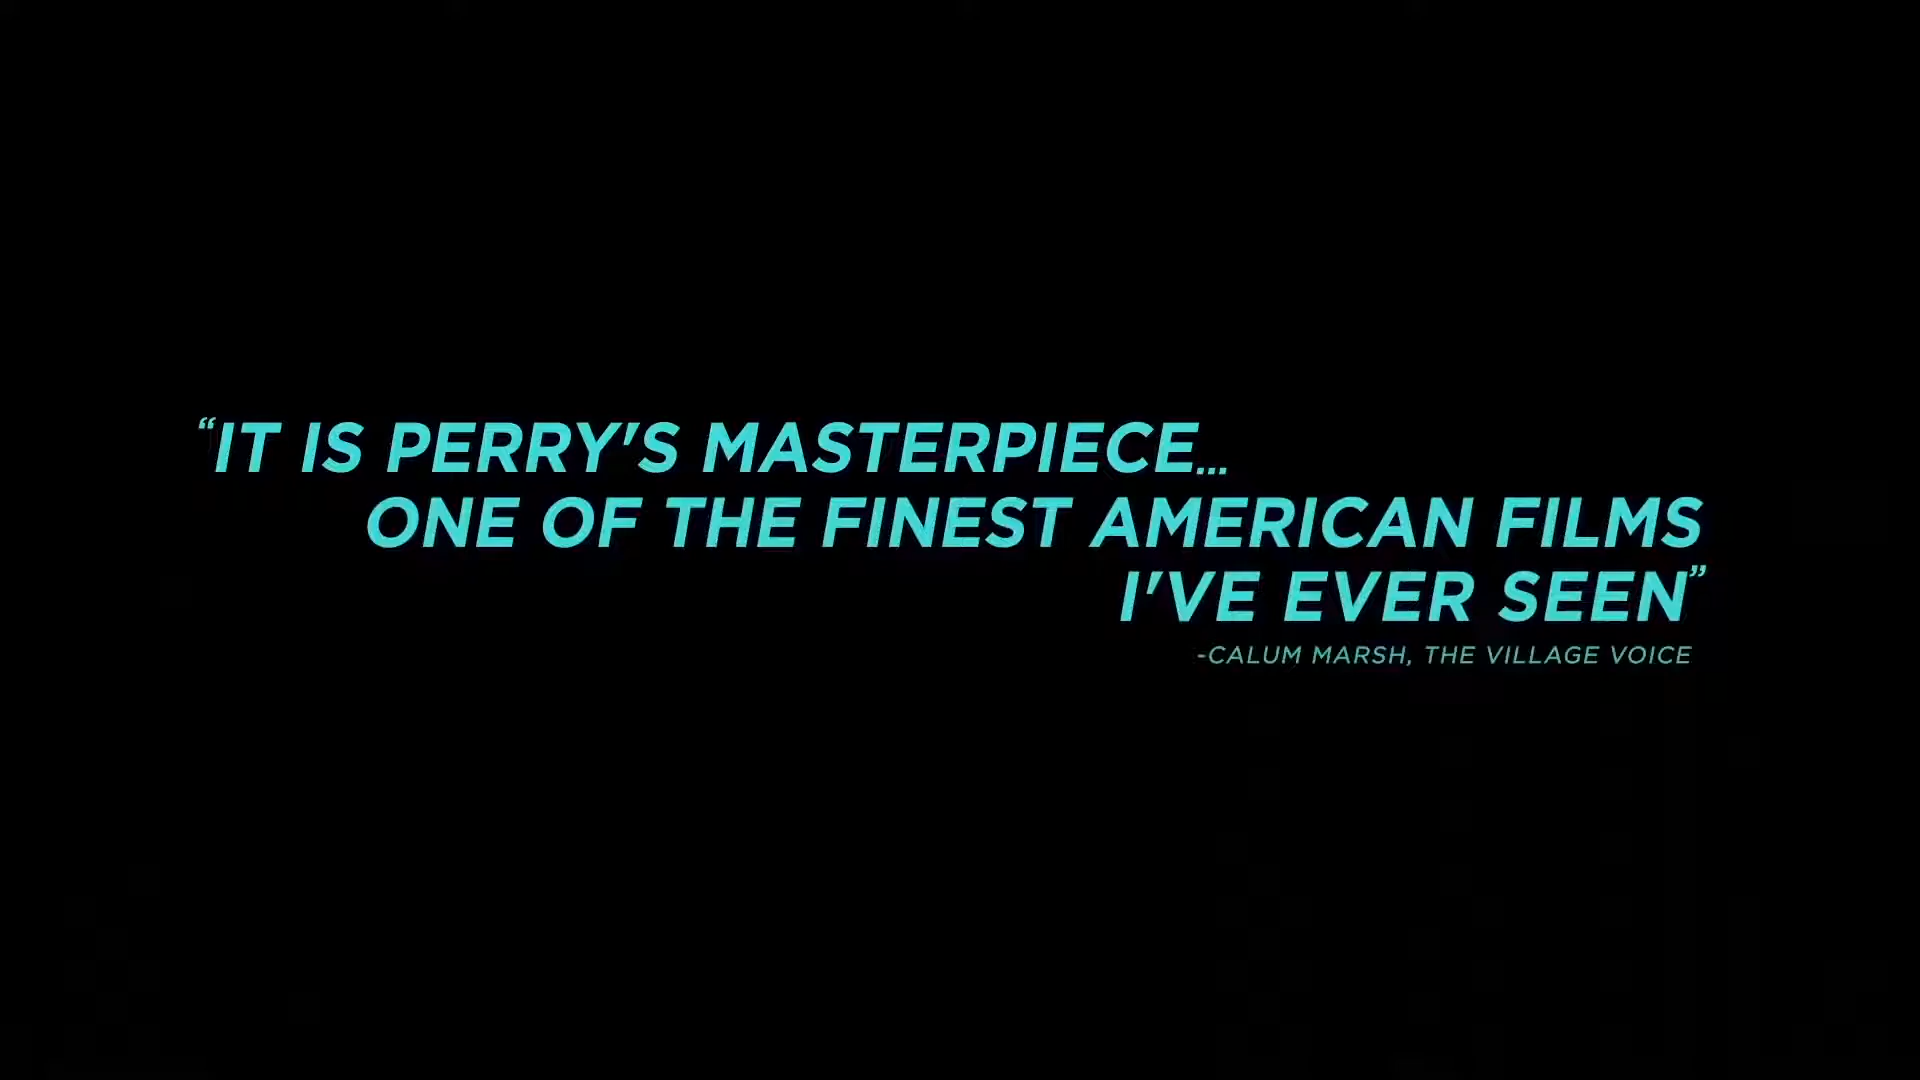 “IT IS PERRY'S MASTERPIECE...
ONE OF THE FINEST AMERICAN FILMS
I'VE EVER SEEN”
-CALUM MARSH, THE VILLAGE VOICE